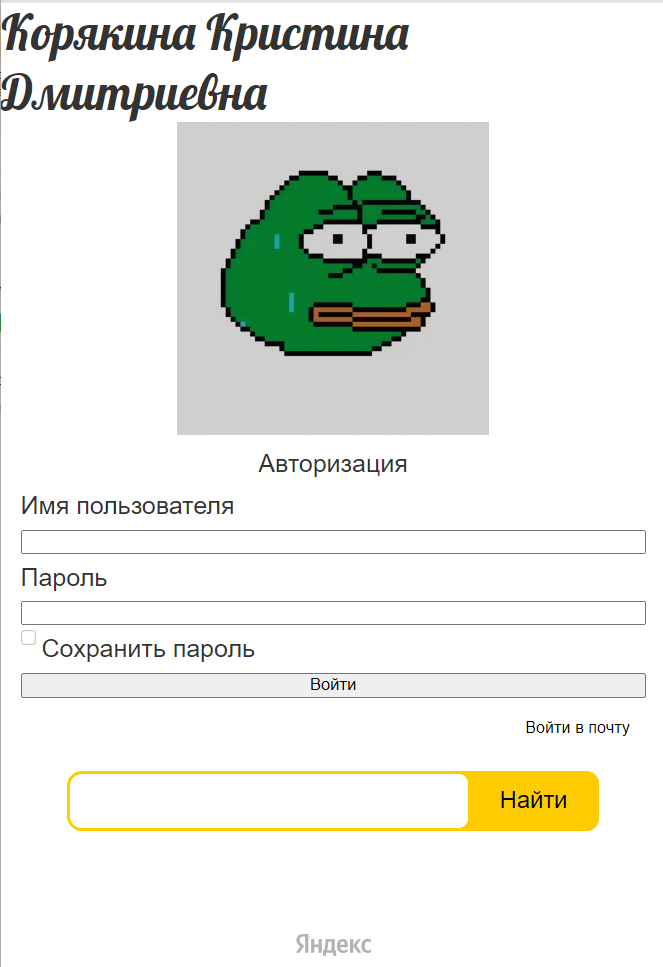 Корякина Кристина
Дмитриевна
Авторизация
Имя пользователя
Пароль
Сохранить пароль
Войти
Войти в почту
Найти
Яндекс